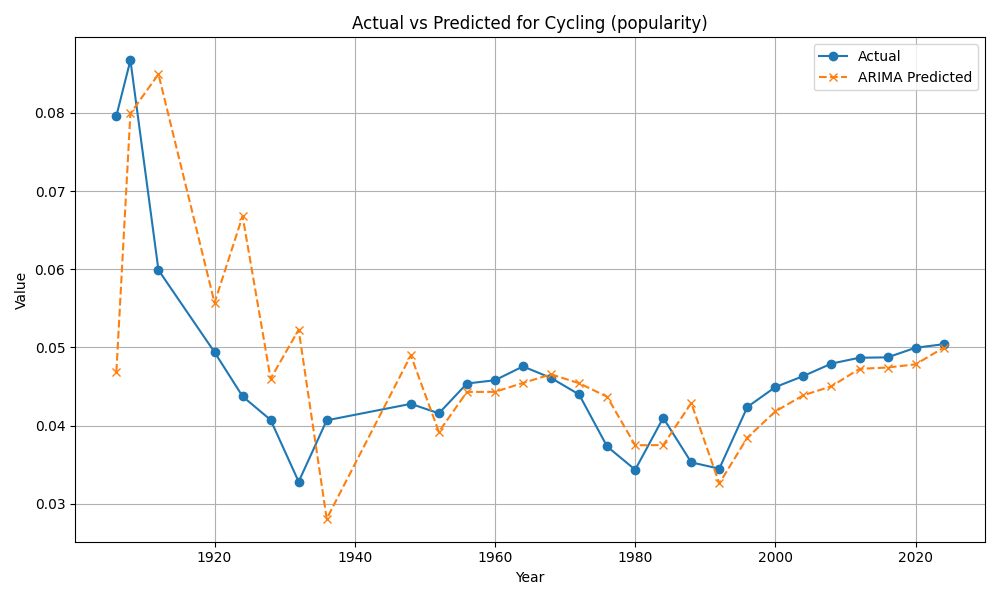 Actual vs Predicted for Cycling (popularity)
Actual
ARIMA Predicted
0.08
0.07
0.06
0.05
0.04
0.03
Value
1920
1940
1960
1980
2000
2020
Year